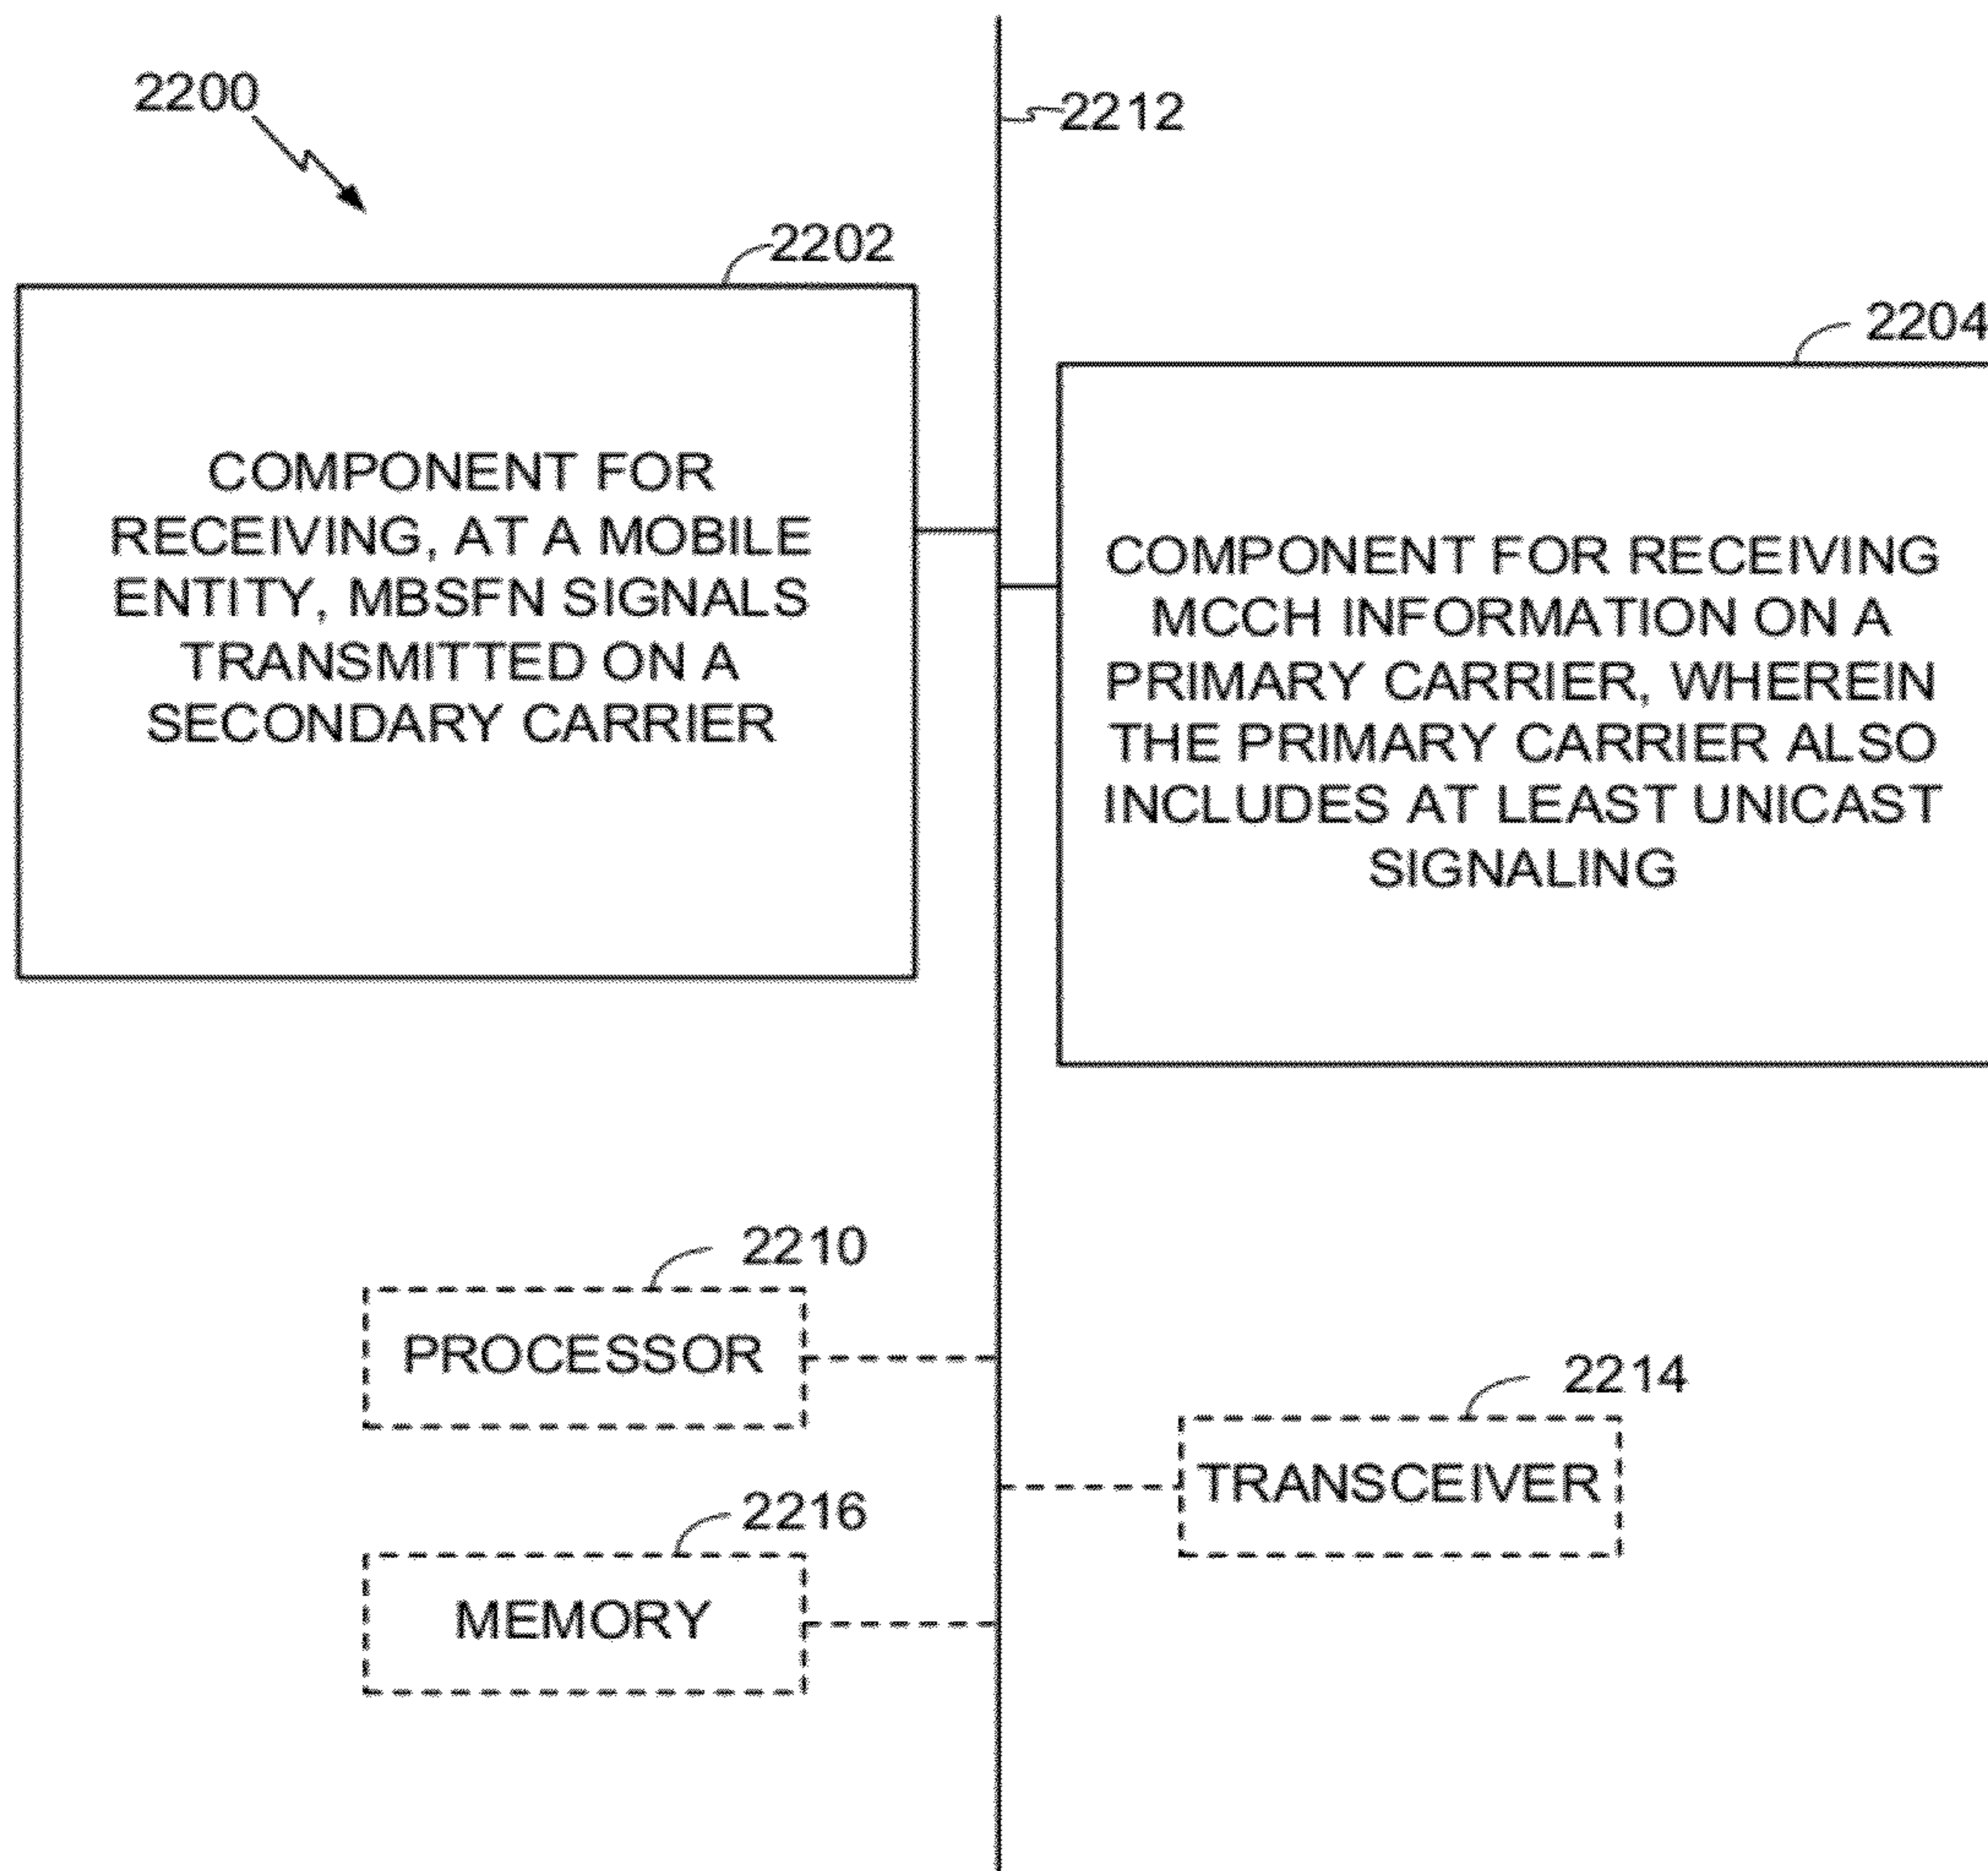 2200
2212
2202
2204
COMPONENT FOR
RECEIVING, AT A MOBILE
ENTITY, MBSFN SIGNALS
TRANSMITTED ON A
SECONDARY CARRIER
COMPONENT FOR RECEIVING
MCCH INFORMATION ON A
PRIMARY CARRIER, WHEREIN
THE PRIMARY CARRIER ALSO
INCLUDES AT LEAST UNICAST
SIGNALING
2210
PROCESSOR
2214
TRANSCEIVER
2216
MEMORY